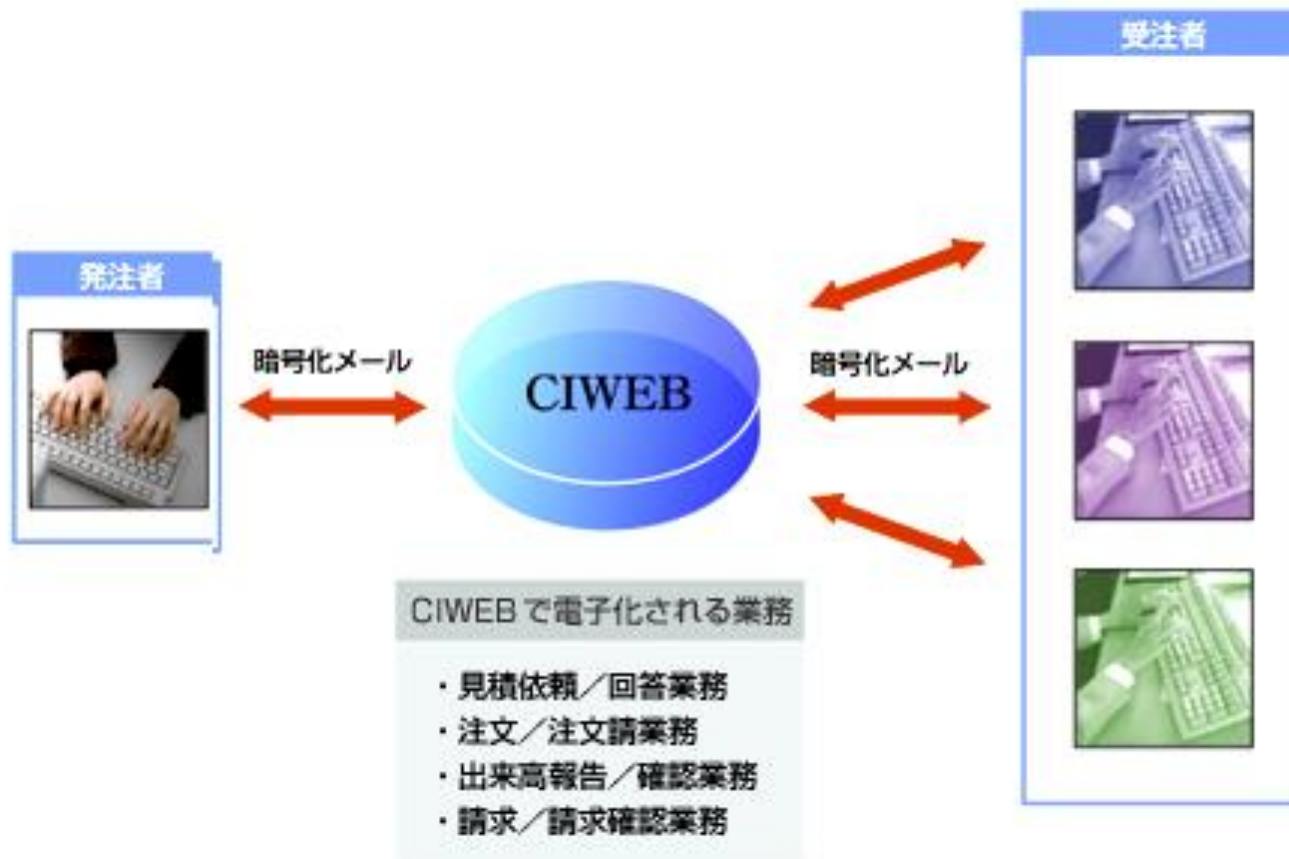 受注者
発注者
暗号化メール
CIWEB
暗号化メール
CIWEBで電子化される業務
・見積依頼／回答業務
・注文／注文請業務
・出来高報告／確認業務
・請求／請求確認業務